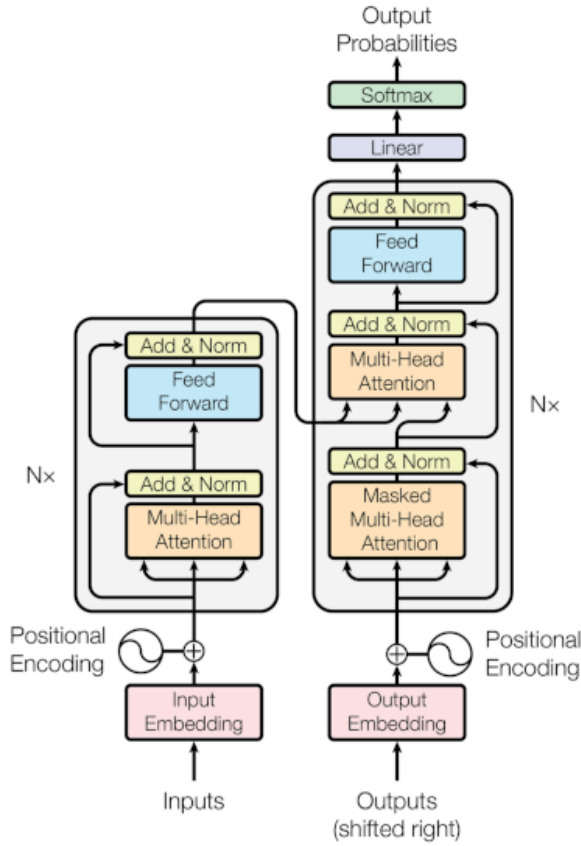 Output
Probabilities
Softmax
Linear
Add & Norm
Feed
Forward
Add & Norm
Multi-Head
Attention
Add & Norm
Masked
Multi-Head
Attention
N×
Add & Norm
Feed
Forward
Add & Norm
Multi-Head
Attention
N×
Positional
Encoding
Positional
Encoding
Input
Embedding
Output
Embedding
Inputs
Outputs
(shifted right)